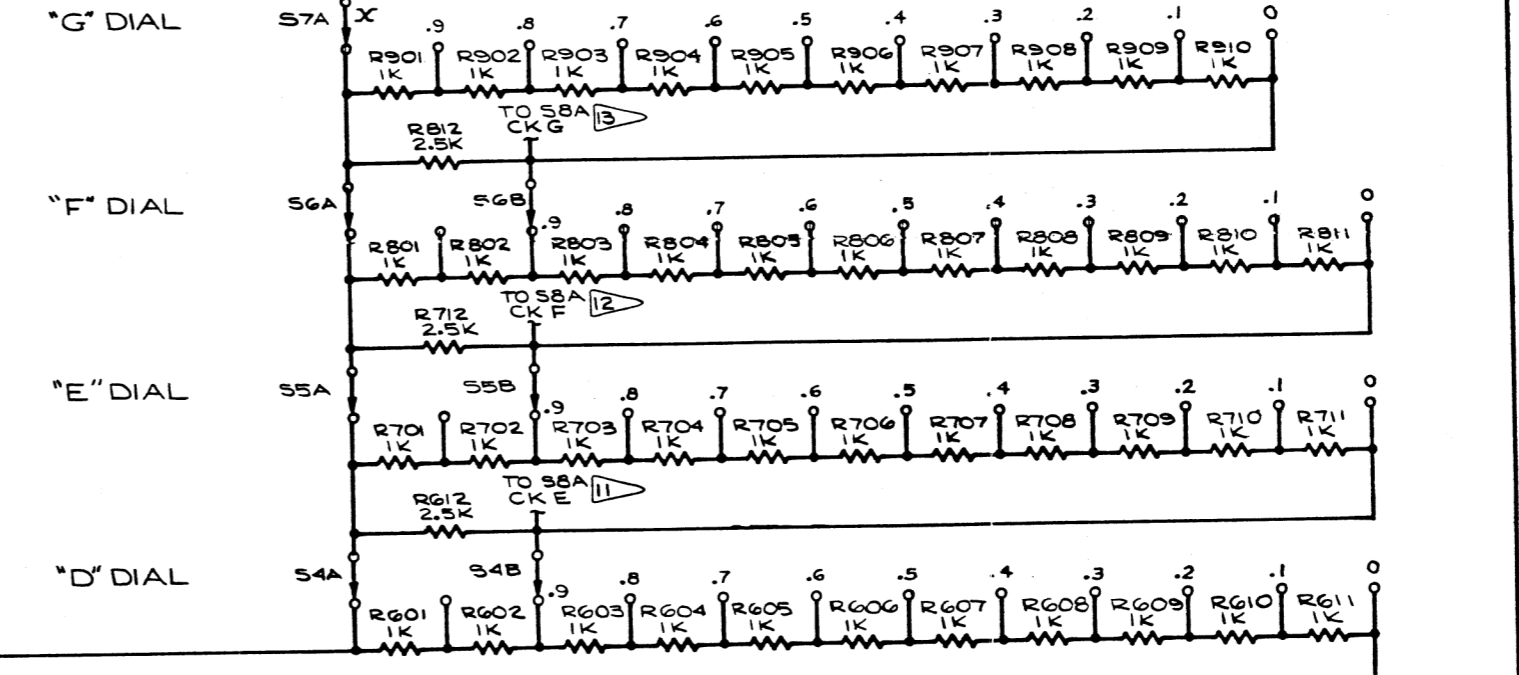 "G" DIAL S7A X .9 .8 .7 .6 .5 .4 .3 .2 .1 0
R901 R902 R903 R904 R905 R906 R907 R908 R909 R910
1K 1K 1K 1K 1K 1K 1K 1K 1K 1K
R812 TO S8A 13
2.5K CK G
"F" DIAL S6A S6B .9 .8 .7 .6 .5 .4 .3 .2 .1 0
R801 R802 R803 R804 R805 R806 R807 R808 R809 R810 R811
1K 1K 1K 1K 1K 1K 1K 1K 1K 1K 1K
R712 TO S8A 12
2.5K CK F
"E" DIAL S5A S5B .9 .8 .7 .6 .5 .4 .3 .2 .1 0
R701 R702 R703 R704 R705 R706 R707 R708 R709 R710 R711
1K 1K 1K 1K 1K 1K 1K 1K 1K 1K 1K
R612 TO S8A 11
2.5K CK E
"D" DIAL S4A S4B .9 .8 .7 .6 .5 .4 .3 .2 .1 0
R601 R602 R603 R604 R605 R606 R607 R608 R609 R610 R611
1K 1K 1K 1K 1K 1K 1K 1K 1K 1K 1K